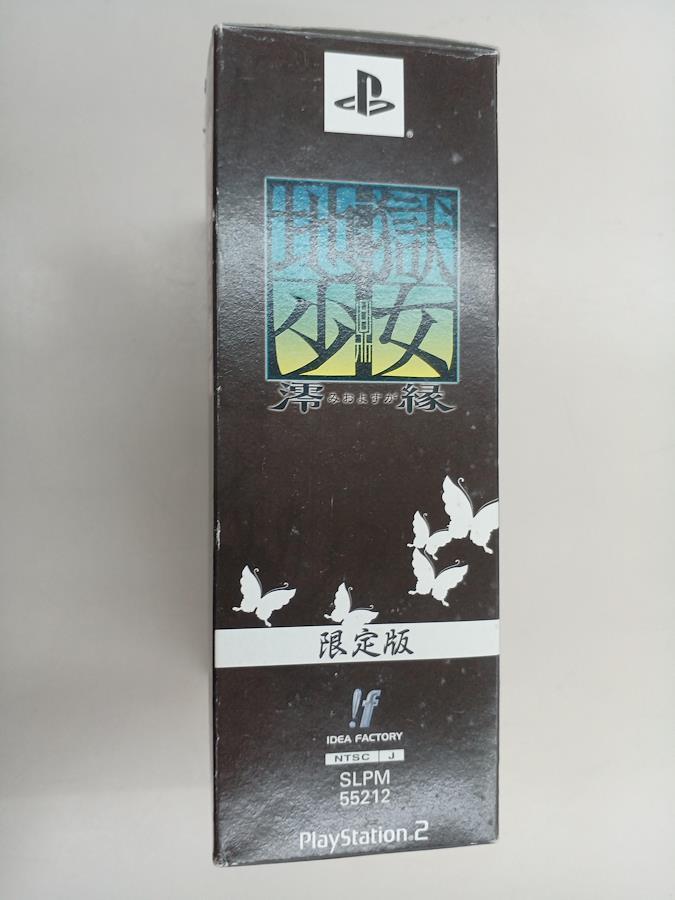 地獄
少女
澪縁
みおよすが
限定版
!f
IDEA FACTORY
NTSC J
SLPM
55212
PlayStation.2